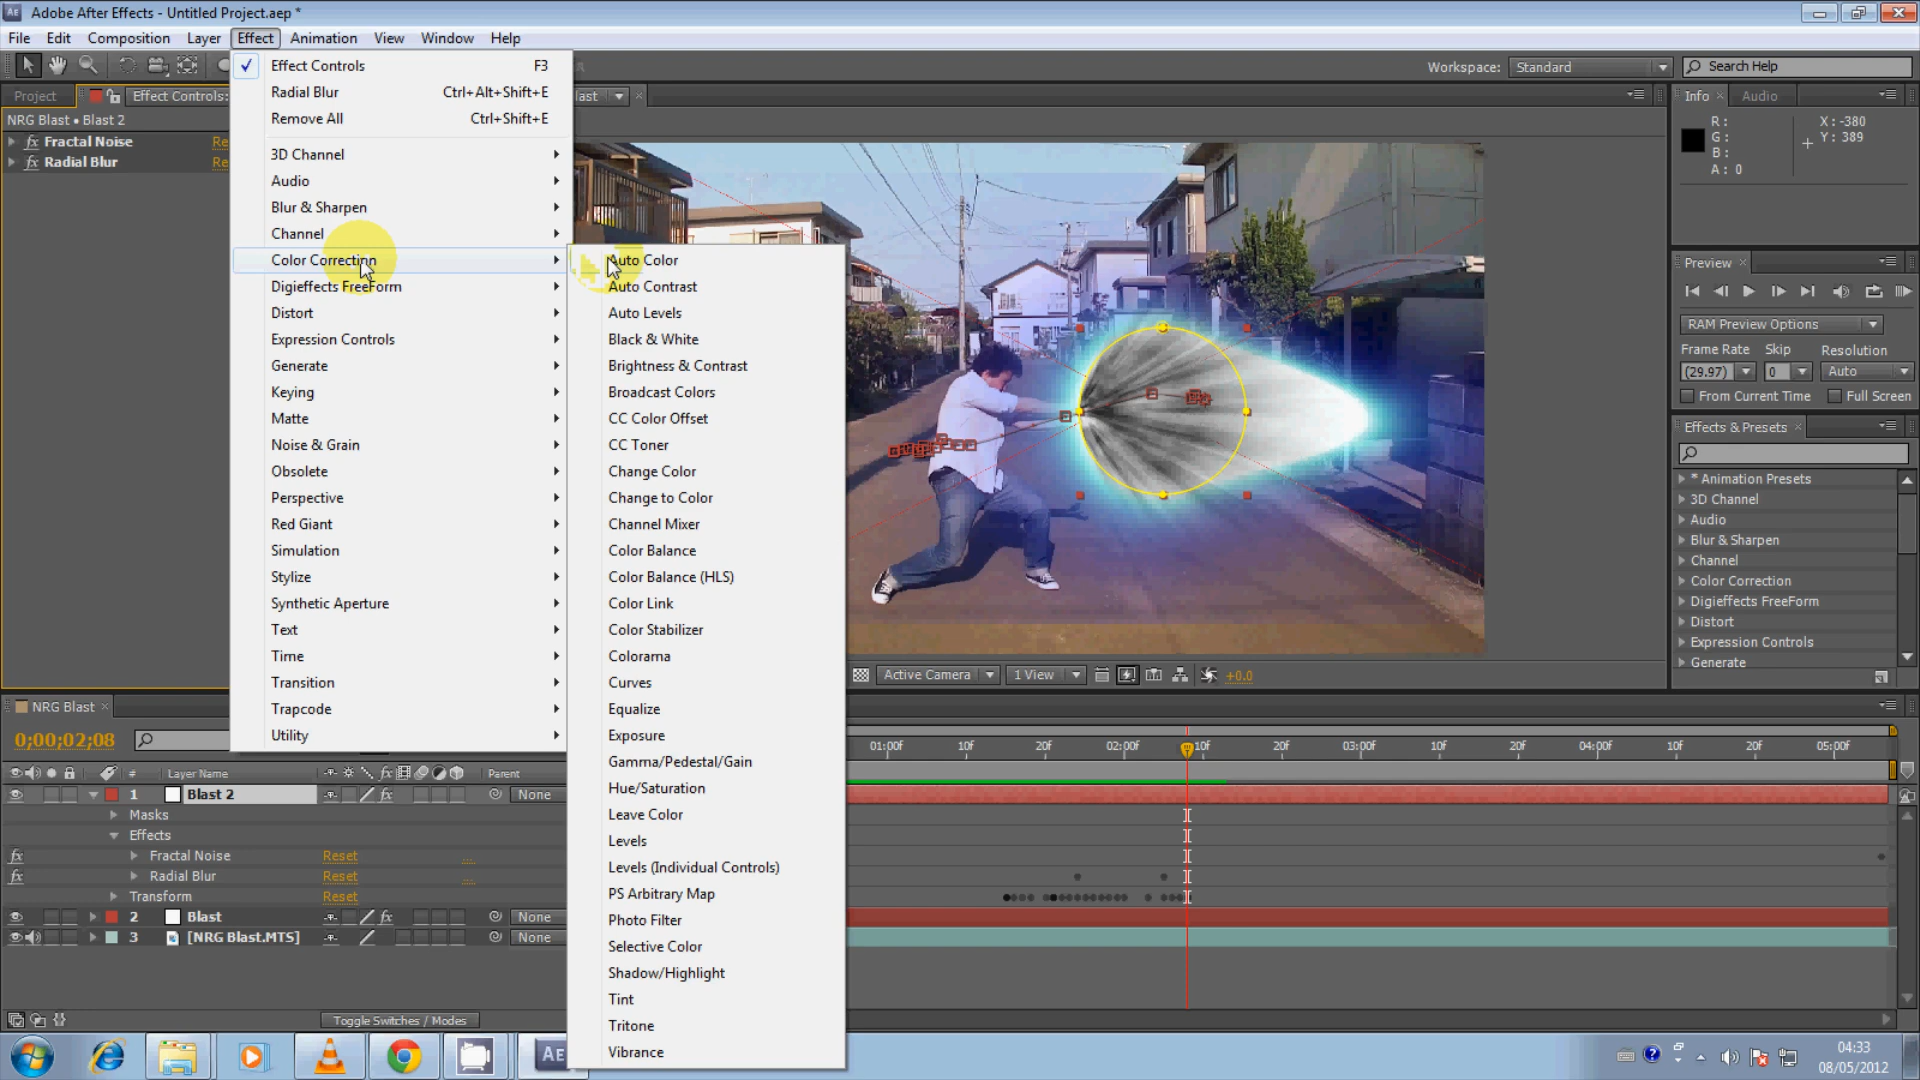 Adobe After Effects - Untitled Project.aep *
File Edit Composition Layer Effect Animation View Window Help
Workspace: Standard Search Help
Project Effect Controls:
NRG Blast • Blast 2
Fractal Noise
Radial Blur
Effect Controls F3
Radial Blur Ctrl+Alt+Shift+E
Remove All Ctrl+Shift+E
3D Channel
Audio
Blur & Sharpen
Channel
Color Correction
Digieffects FreeForm
Distort
Expression Controls
Generate
Keying
Matte
Noise & Grain
Obsolete
Perspective
Red Giant
Simulation
Stylize
Synthetic Aperture
Text
Time
Transition
Trapcode
Utility
Auto Color
Auto Contrast
Auto Levels
Black & White
Brightness & Contrast
Broadcast Colors
CC Color Offset
CC Toner
Change Color
Change to Color
Channel Mixer
Color Balance
Color Balance (HLS)
Color Link
Color Stabilizer
Colorama
Curves
Equalize
Exposure
Gamma/Pedestal/Gain
Hue/Saturation
Leave Color
Levels
Levels (Individual Controls)
PS Arbitrary Map
Photo Filter
Selective Color
Shadow/Highlight
Tint
Tritone
Vibrance
Active Camera 1 View +0.0
Info Audio
R: X: -380
G: Y: 389
B:
A: 0
Preview
RAM Preview Options
Frame Rate Skip Resolution
(29.97) 0 Auto
From Current Time Full Screen
Effects & Presets
* Animation Presets
3D Channel
Audio
Blur & Sharpen
Channel
Color Correction
Digieffects FreeForm
Distort
Expression Controls
Generate
NRG Blast
0;00;02;08
# Layer Name Parent
1 Blast 2 None
Masks
Effects
Fractal Noise Reset ...
Radial Blur Reset ...
Transform Reset
2 Blast None
3 [NRG Blast.MTS] None
Toggle Switches / Modes
01:00f 10f 20f 02:00f 10f 20f 03:00f 10f 20f 04:00f 10f 20f 05:00f
04:33
08/05/2012